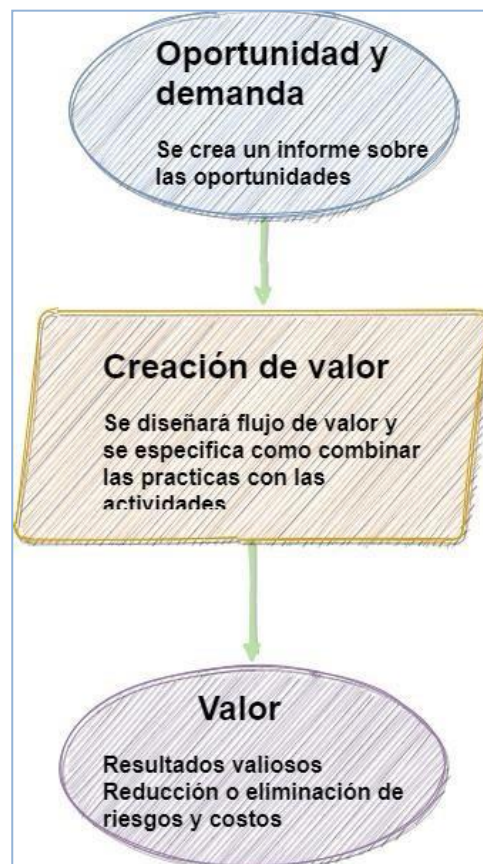 Oportunidad y
demanda
Se crea un informe sobre
las oportunidades
Creación de valor
Se diseñará flujo de valor y
se especifica como combinar
las practicas con las
actividades
Valor
Resultados valiosos
Reducción o eliminación de
riesgos y costos